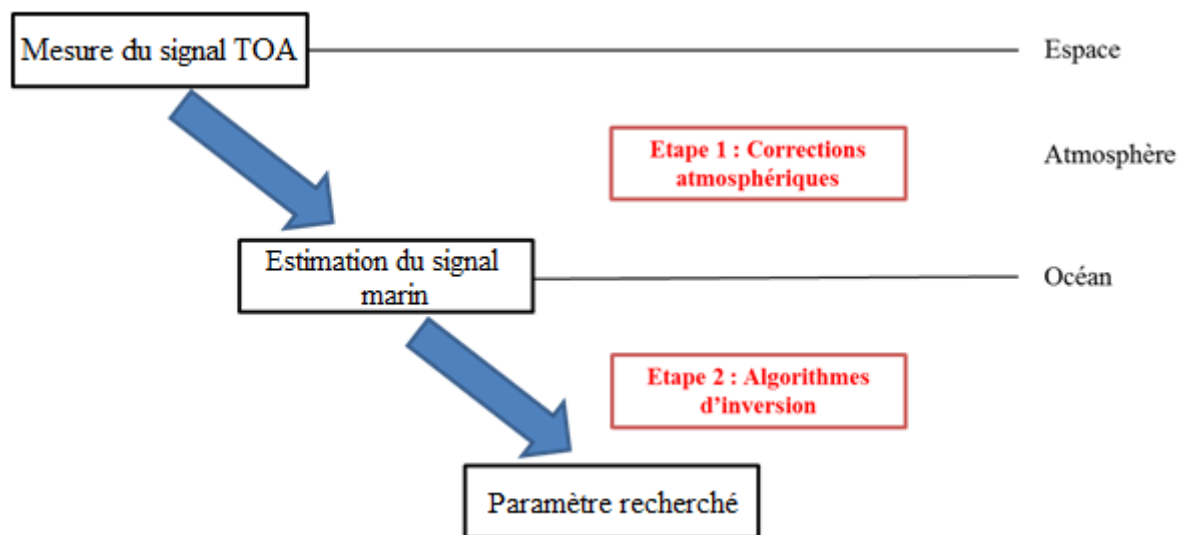 Mesure du signal TOA
Espace
Etape 1 : Corrections
atmosphériques
Atmosphère
Estimation du signal
marin
Océán
Etape 2 : Algorithmes
d'inversion
Paramètre recherché